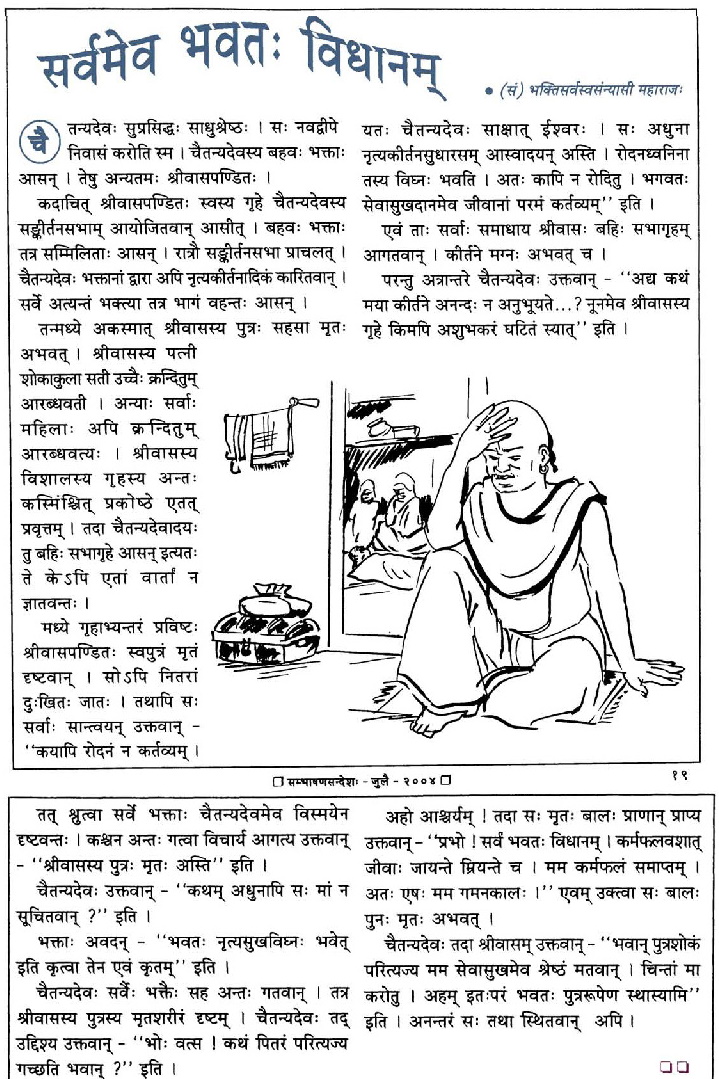 सर्वमेव भवतः विधानम्
• (सं) भक्तिसर्वस्वसंन्यासी महाराजः
चैतन्यदेवः सुप्रसिद्धः साधुश्रेष्ठः । सः नवद्वीपे
निवासं करोति स्म । चैतन्यदेवस्य बहवः भक्ताः
आसन् । तेषु अन्यतमः श्रीवासपण्डितः ।
कदाचित् श्रीवासपण्डितः स्वस्य गृहे चैतन्यदेवस्य
सङ्कीर्तनसभाम् आयोजितवान् आसीत् । बहवः भक्ताः
तत्र सम्मिलिताः आसन् । रात्रौ सङ्कीर्तनसभा प्राचलत् ।
चैतन्यदेवः भक्तानां द्वारा अपि नृत्यकीर्तनादिकं कारितवान् ।
सर्वे अत्यन्तं भक्त्या तत्र भागं वहन्तः आसन् ।
तन्मध्ये अकस्मात् श्रीवासस्य पुत्रः सहसा मृतः
अभवत् । श्रीवासस्य पत्नी
शोकाकुला सती उच्चैः क्रन्दितुम्
आरब्धवती । अन्याः सर्वाः
महिलाः अपि क्रन्दितुम्
आरब्धवत्यः । श्रीवासस्य
विशालस्य गृहस्य अन्तः
कस्मिंश्चित् प्रकोष्ठे एतत्
प्रवृत्तम् । तदा चैतन्यदेवादयः
तु बहिः सभागृहे आसन् इत्यतः
ते केऽपि एतां वार्तां न
ज्ञातवन्तः ।
मध्ये गृहाभ्यन्तरं प्रविष्टः
श्रीवासपण्डितः स्वपुत्रं मृतं
दृष्टवान् । सोऽपि नितरां
दुःखितः जातः । तथापि सः
सर्वाः सान्त्वयन् उक्तवान् -
‘‘कयापि रोदनं न कर्तव्यम् ।
यतः चैतन्यदेवः साक्षात् ईश्वरः । सः अधुना
नृत्यकीर्तनसुधारसम् आस्वादयन् अस्ति । रोदनध्वनिना
तस्य विघ्नः भवति । अतः कापि न रोदितु । भगवतः
सेवासुखदानमेव जीवानां परमं कर्तव्यम्’’ इति ।
एवं ताः सर्वाः समाधाय श्रीवासः बहिः सभागृहम्
आगतवान् । कीर्तने मग्नः अभवत् च ।
परन्तु अत्रान्तरे चैतन्यदेवः उक्तवान् - ‘‘अद्य कथं
मया कीर्तने अनन्दः न अनुभूयते...? नूनमेव श्रीवासस्य
गृहे किमपि अशुभकरं घटितं स्यात्’’ इति ।
सम्भाषणसन्देशः - जुलै - २००४
१९
तत् श्रुत्वा सर्वे भक्ताः चैतन्यदेवमेव विस्मयेन
दृष्टवन्तः । कश्चन अन्तः गत्वा विचार्य आगत्य उक्तवान्
- ‘‘श्रीवासस्य पुत्रः मृतः अस्ति’’ इति ।
चैतन्यदेवः उक्तवान् - ‘‘कथम् अधुनापि सः मां न
सूचितवान् ?’’ इति ।
भक्ताः अवदन् - ‘‘भवतः नृत्यसुखविघ्नः भवेत्
इति कृत्वा तेन एवं कृतम्’’ इति ।
चैतन्यदेवः सर्वैः भक्तैः सह अन्तः गतवान् । तत्र
श्रीवासस्य पुत्रस्य मृतशरीरं दृष्टम् । चैतन्यदेवः तद्
उद्दिश्य उक्तवान् - ‘‘भोः वत्स ! कथं पितरं परित्यज्य
गच्छति भवान् ?’’ इति ।
अहो आश्चर्यम् ! तदा सः मृतः बालः प्राणान् प्राप्य
उक्तवान् - ‘‘प्रभो ! सर्वं भवतः विधानम् । कर्मफलवशात्
जीवाः जायन्ते म्रियन्ते च । मम कर्मफलं समाप्तम् ।
अतः एषः मम गमनकालः ।’’ एवम् उक्त्वा सः बालः
पुनः मृतः अभवत् ।
चैतन्यदेवः तदा श्रीवासम् उक्तवान् - ‘‘भवान् पुत्रशोकं
परित्यज्य मम सेवासुखमेव श्रेष्ठं मतवान् । चिन्तां मा
करोतु । अहम् इतःपरं भवतः पुत्ररूपेण स्थास्यामि’’
इति । अनन्तरं सः तथा स्थितवान् अपि ।